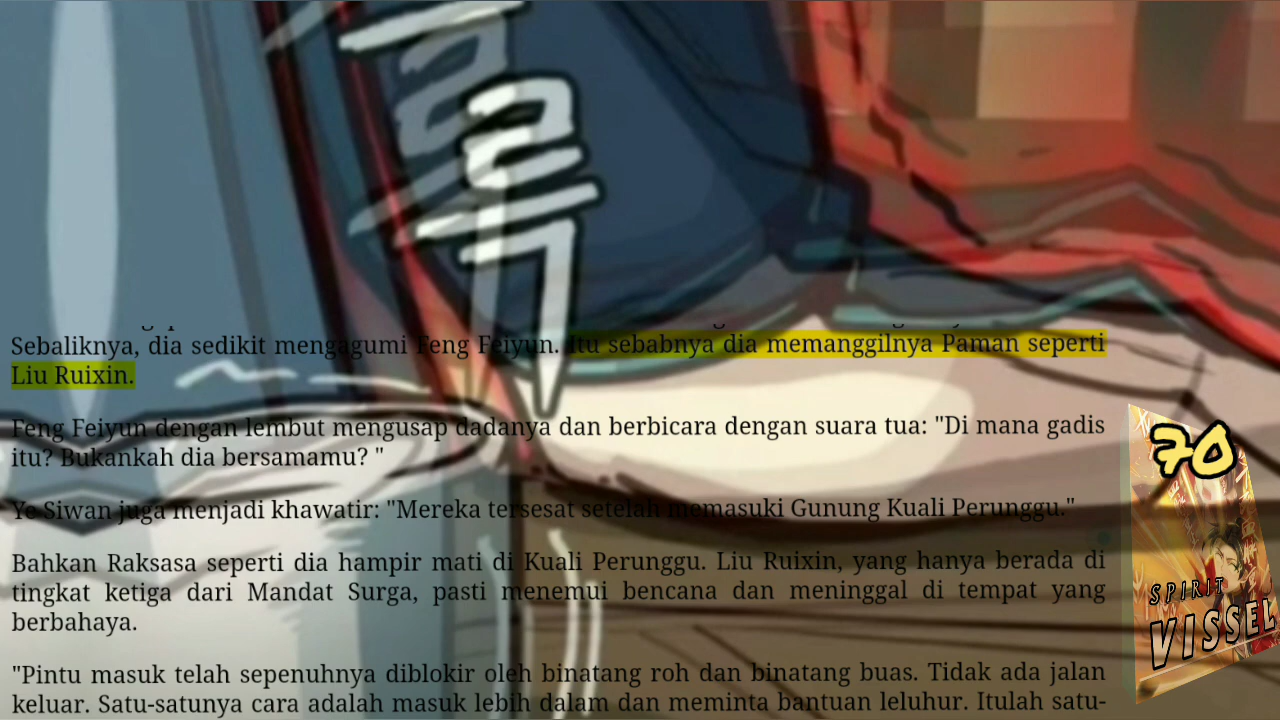 Sebaliknya, dia sedikit mengagumi Feng Feiyun. Itu sebabnya dia memanggilnya Paman seperti
Liu Ruixin.
Feng Feiyun dengan lembut mengusap dadanya dan berbicara dengan suara tua: "Di mana gadis
itu? Bukankah dia bersamamu? "
Ye Siwan juga menjadi khawatir: "Mereka tersesat setelah memasuki Gunung Kuali Perunggu."
Bahkan Raksasa seperti dia hampir mati di Kuali Perunggu. Liu Ruixin, yang hanya berada di
tingkat ketiga dari Mandat Surga, pasti menemui bencana dan meninggal di tempat yang
berbahaya.
"Pintu masuk telah sepenuhnya diblokir oleh binatang roh dan binatang buas. Tidak ada jalan
keluar. Satu-satunya cara adalah masuk lebih dalam dan meminta bantuan leluhur. Itulah satu-
70
SPIRIT
VISSEL